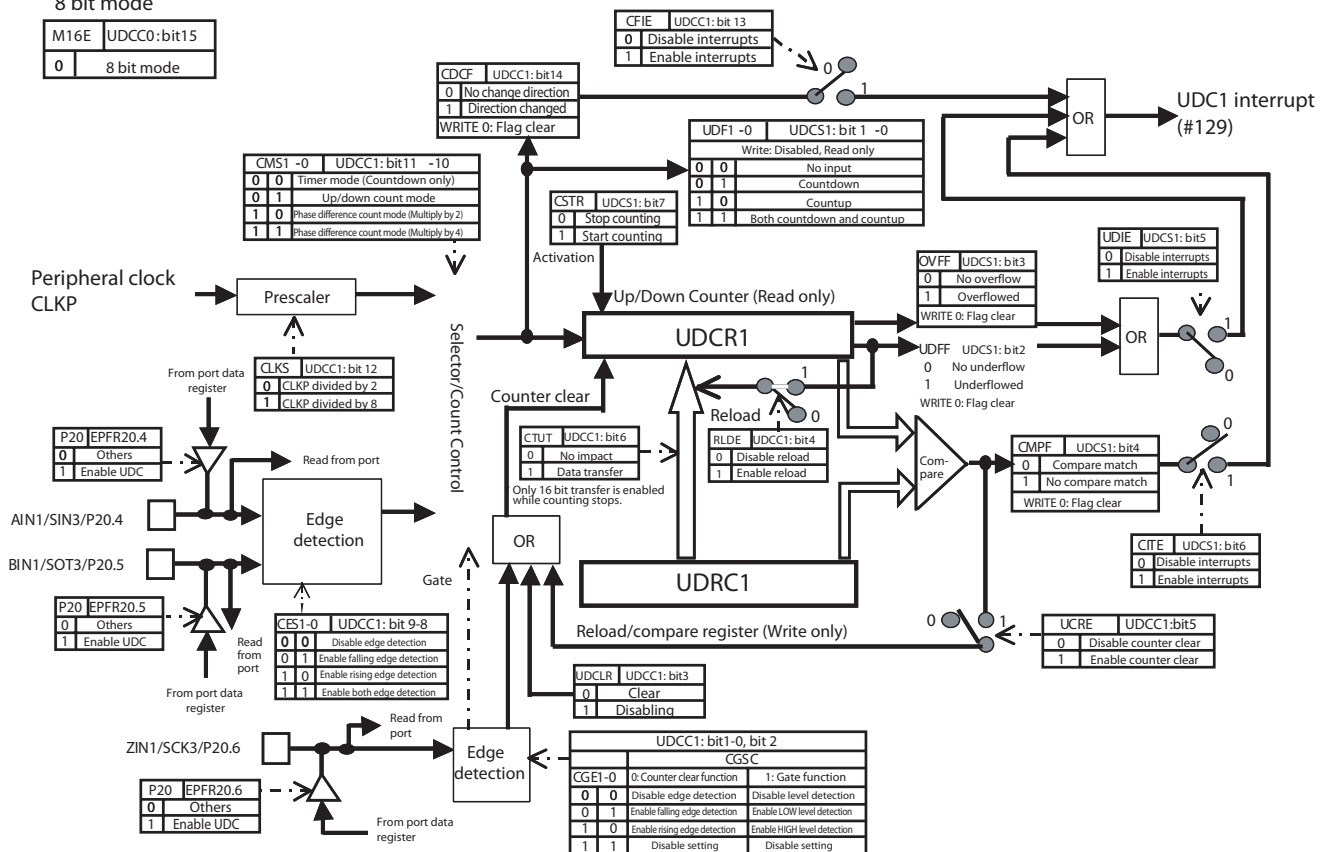 8 bit mode
M16E UDCC0:bit15
0 8 bit mode
CFIE UDCC1: bit 13
0 Disable interrupts
1 Enable interrupts
0
1
CDCF UDCC1: bit14
0 No change direction
1 Direction changed
WRITE 0: Flag clear
OR
UDC1 interrupt
(#129)
UDF1 -0 UDCS1: bit 1 -0
Write: Disabled, Read only
0 0 No input
0 1 Countdown
1 0 Countup
1 1 Both countdown and countup
CMS1 -0 UDCC1: bit11 -10
0 0 Timer mode (Countdown only)
0 1 Up/down count mode
1 0 Phase difference count mode (Multiply by 2)
1 1 Phase difference count mode (Multiply by 4)
CSTR UDCS1: bit7
0 Stop counting
1 Start counting
Activation
UDIE UDCS1: bit5
0 Disable interrupts
1 Enable interrupts
OVFF UDCS1: bit3
0 No overflow
1 Overflowed
WRITE 0: Flag clear
Peripheral clock
CLKP
Prescaler
Up/Down Counter (Read only)
UDCR1
Selector/Count Control
OR
1
0
UDFF UDCS1: bit2
0 No underflow
1 Underflowed
WRITE 0: Flag clear
CLKS UDCC1: bit 12
0 CLKP divided by 2
1 CLKP divided by 8
From port data
register
Counter clear
1
0
Reload
RLDE UDCC1: bit4
0 Disable reload
1 Enable reload
CTUT UDCC1: bit6
0 No impact
1 Data transfer
Only 16 bit transfer is enabled
while counting stops.
Com-
pare
CMPF UDCS1: bit4
0 Compare match
1 No compare match
WRITE 0: Flag clear
0
1
P20 EPFR20.4
0 Others
1 Enable UDC
Read from port
AIN1/SIN3/P20.4
Edge
detection
BIN1/SOT3/P20.5
OR
Gate
UDRC1
CITE UDCS1: bit6
0 Disable interrupts
1 Enable interrupts
P20 EPFR20.5
0 Others
1 Enable UDC
Read
from
port
From port data
register
CES1-0 UDCC1: bit 9-8
0 0 Disable edge detection
0 1 Enable falling edge detection
1 0 Enable rising edge detection
1 1 Enable both edge detection
Reload/compare register (Write only)
0
1
UCRE UDCC1:bit5
0 Disable counter clear
1 Enable counter clear
UDCLR UDCC1: bit3
0 Clear
1 Disabling
ZIN1/SCK3/P20.6
Read from
port
Edge
detection
P20 EPFR20.6
0 Others
1 Enable UDC
From port data
register
UDCC1: bit1-0, bit 2
CGSC
CGE1-0 0: Counter clear function 1: Gate function
0 0 Disable edge detection Disable level detection
0 1 Enable falling edge detection Enable LOW level detection
1 0 Enable rising edge detection Enable HIGH level detection
1 1 Disable setting Disable setting